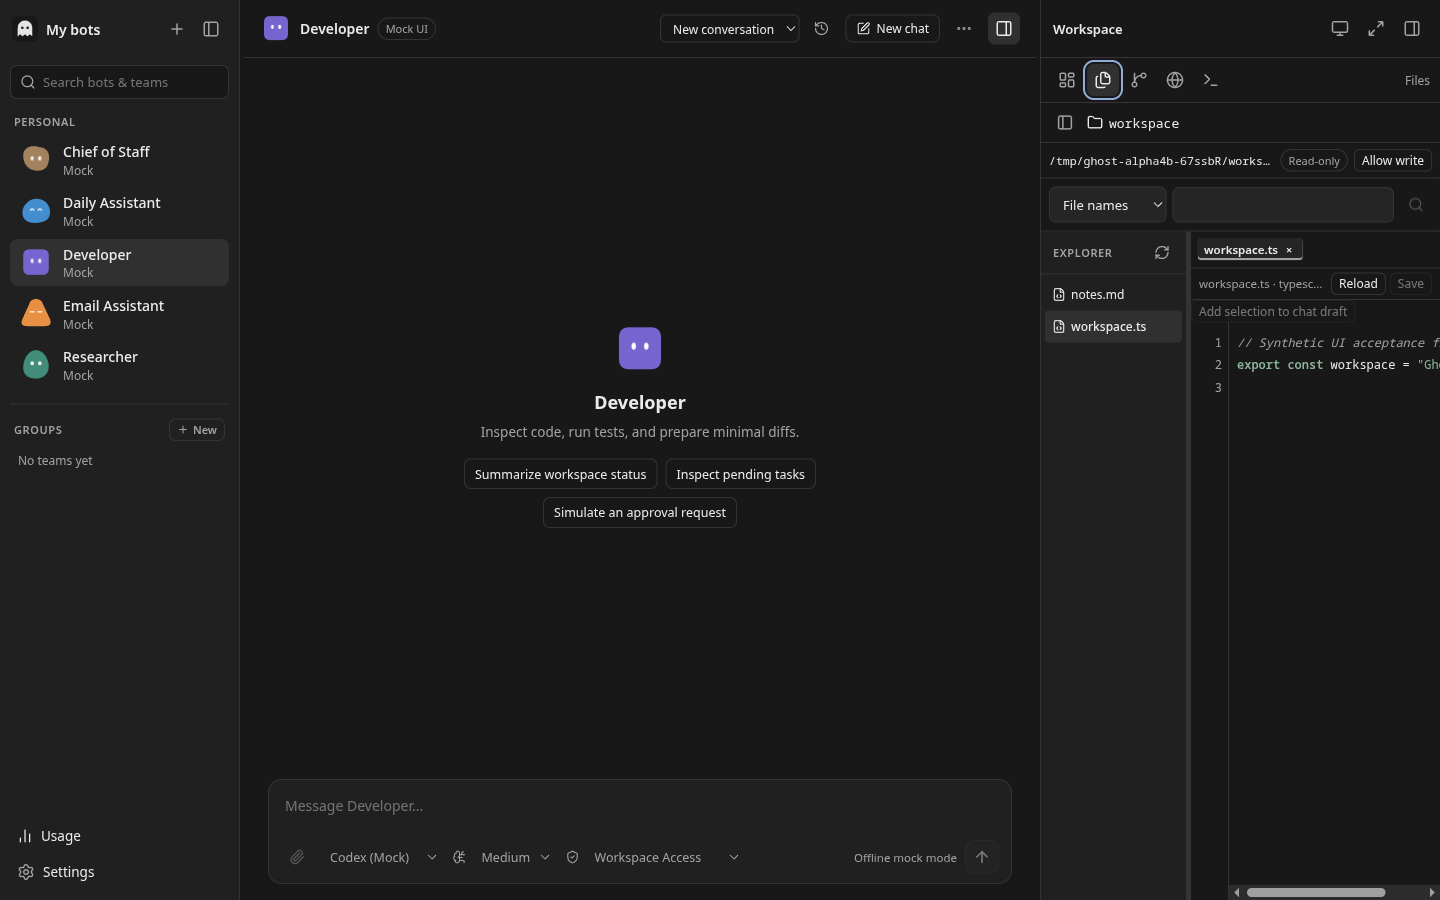 My bots
Search bots & teams
PERSONAL
Chief of Staff
Mock
Daily Assistant
Mock
Developer
Mock
Email Assistant
Mock
Researcher
Mock
GROUPS
New
No teams yet
Usage
Settings
Developer
Mock UI
New conversation
New chat
Developer
Inspect code, run tests, and prepare minimal diffs.
Summarize workspace status
Inspect pending tasks
Simulate an approval request
Message Developer...
Codex (Mock)
Medium
Workspace Access
Offline mock mode
Workspace
Files
workspace
/tmp/ghost-alpha4b-67ssbR/works…
Read-only
Allow write
File names
EXPLORER
notes.md
workspace.ts
workspace.ts ×
workspace.ts · typesc...
Reload
Save
Add selection to chat draft
1 // Synthetic UI acceptance f
2 export const workspace = "Gh
3